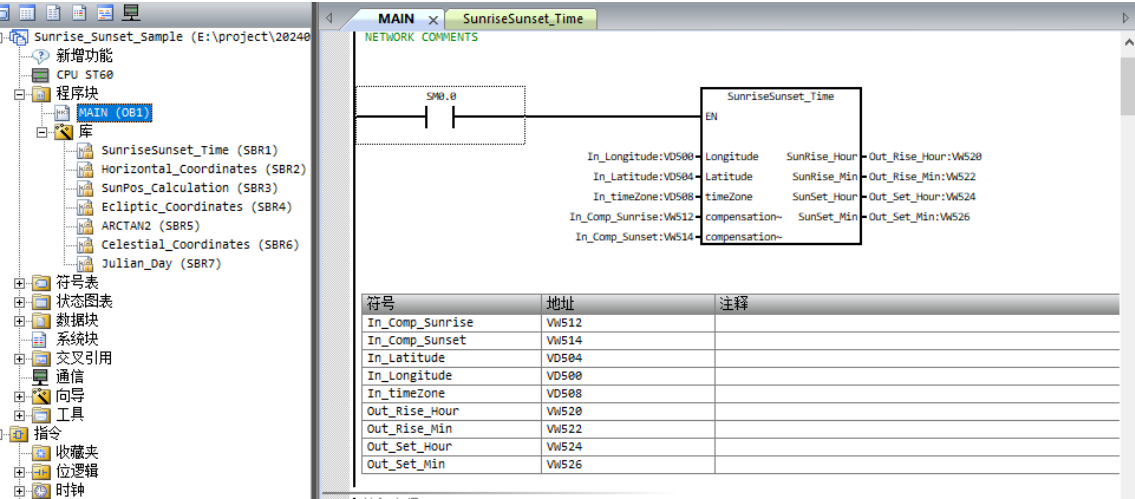 MAIN
SunriseSunset_Time
Sunrise_Sunset_Sample (E:\project\20240
新增功能
CPU ST60
程序块
MAIN (OB1)
库
SunriseSunset_Time (SBR1)
Horizontal_Coordinates (SBR2)
SunPos_Calculation (SBR3)
Ecliptic_Coordinates (SBR4)
ARCTAN2 (SBR5)
Celestial_Coordinates (SBR6)
Julian_Day (SBR7)
符号表
状态图表
数据块
系统块
交叉引用
通信
向导
工具
指令
收藏夹
位逻辑
时钟
NETWORK COMMENTS
SM0.0
SunriseSunset_Time
EN
In_Longitude:VD500 Longitude SunRise_Hour Out_Rise_Hour:VW520
In_Latitude:VD504 Latitude SunRise_Min Out_Rise_Min:VW522
In_timeZone:VD508 timeZone SunSet_Hour Out_Set_Hour:VW524
In_Comp_Sunrise:VW512 compensation~ SunSet_Min Out_Set_Min:VW526
In_Comp_Sunset:VW514 compensation~
符号 地址 注释
In_Comp_Sunrise VW512
In_Comp_Sunset VW514
In_Latitude VD504
In_Longitude VD500
In_timeZone VD508
Out_Rise_Hour VW520
Out_Rise_Min VW522
Out_Set_Hour VW524
Out_Set_Min VW526